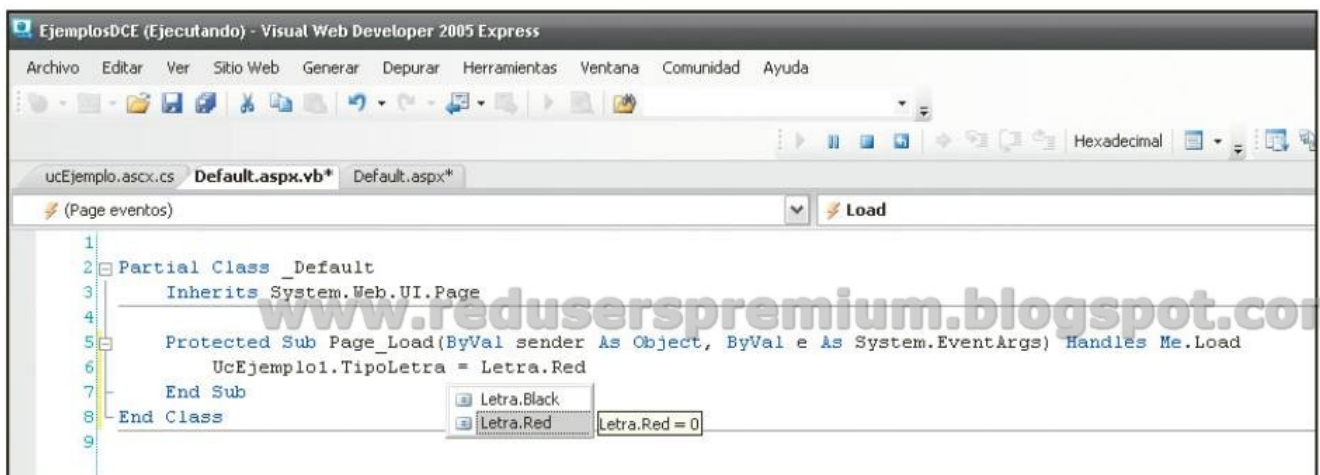 EjemplosDCE (Ejecutando) - Visual Web Developer 2005 Express
Archivo Editar Ver Sitio Web Generar Depurar Herramientas Ventana Comunidad Ayuda
Hexadecimal
ucEjemplo.ascx.cs Default.aspx.vb* Default.aspx*
(Page eventos) Load
1
2 Partial Class _Default
3 Inherits System.Web.UI.Page
www.reduserspremium.blogspot.co
4
5 Protected Sub Page_Load(ByVal sender As Object, ByVal e As System.EventArgs) Handles Me.Load
6 UcEjemplo1.TipoLetra = Letra.Red
7 End Sub
Letra.Black
8 End Class
Letra.Red Letra.Red = 0
9